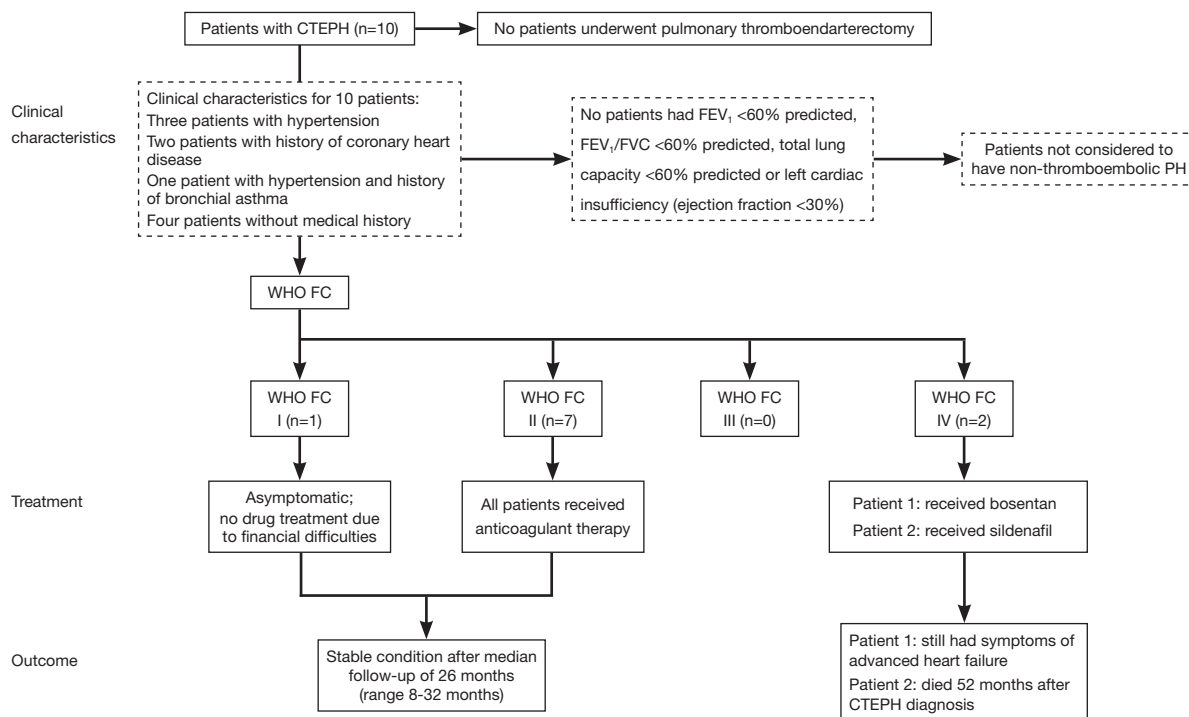 Patients with CTEPH (n=10)
No patients underwent pulmonary thromboendarterectomy
Clinical
characteristics
Clinical characteristics for 10 patients:
Three patients with hypertension
Two patients with history of coronary heart
disease
One patient with hypertension and history
of bronchial asthma
Four patients without medical history
No patients had FEV₁ <60% predicted,
FEV₁/FVC <60% predicted, total lung
capacity <60% predicted or left cardiac
insufficiency (ejection fraction <30%)
Patients not considered to
have non-thromboembolic PH
WHO FC
WHO FC
I (n=1)
WHO FC
II (n=7)
WHO FC
III (n=0)
WHO FC
IV (n=2)
Treatment
Asymptomatic;
no drug treatment due
to financial difficulties
All patients received
anticoagulant therapy
Patient 1: received bosentan
Patient 2: received sildenafil
Outcome
Stable condition after median
follow-up of 26 months
(range 8-32 months)
Patient 1: still had symptoms of
advanced heart failure
Patient 2: died 52 months after
CTEPH diagnosis